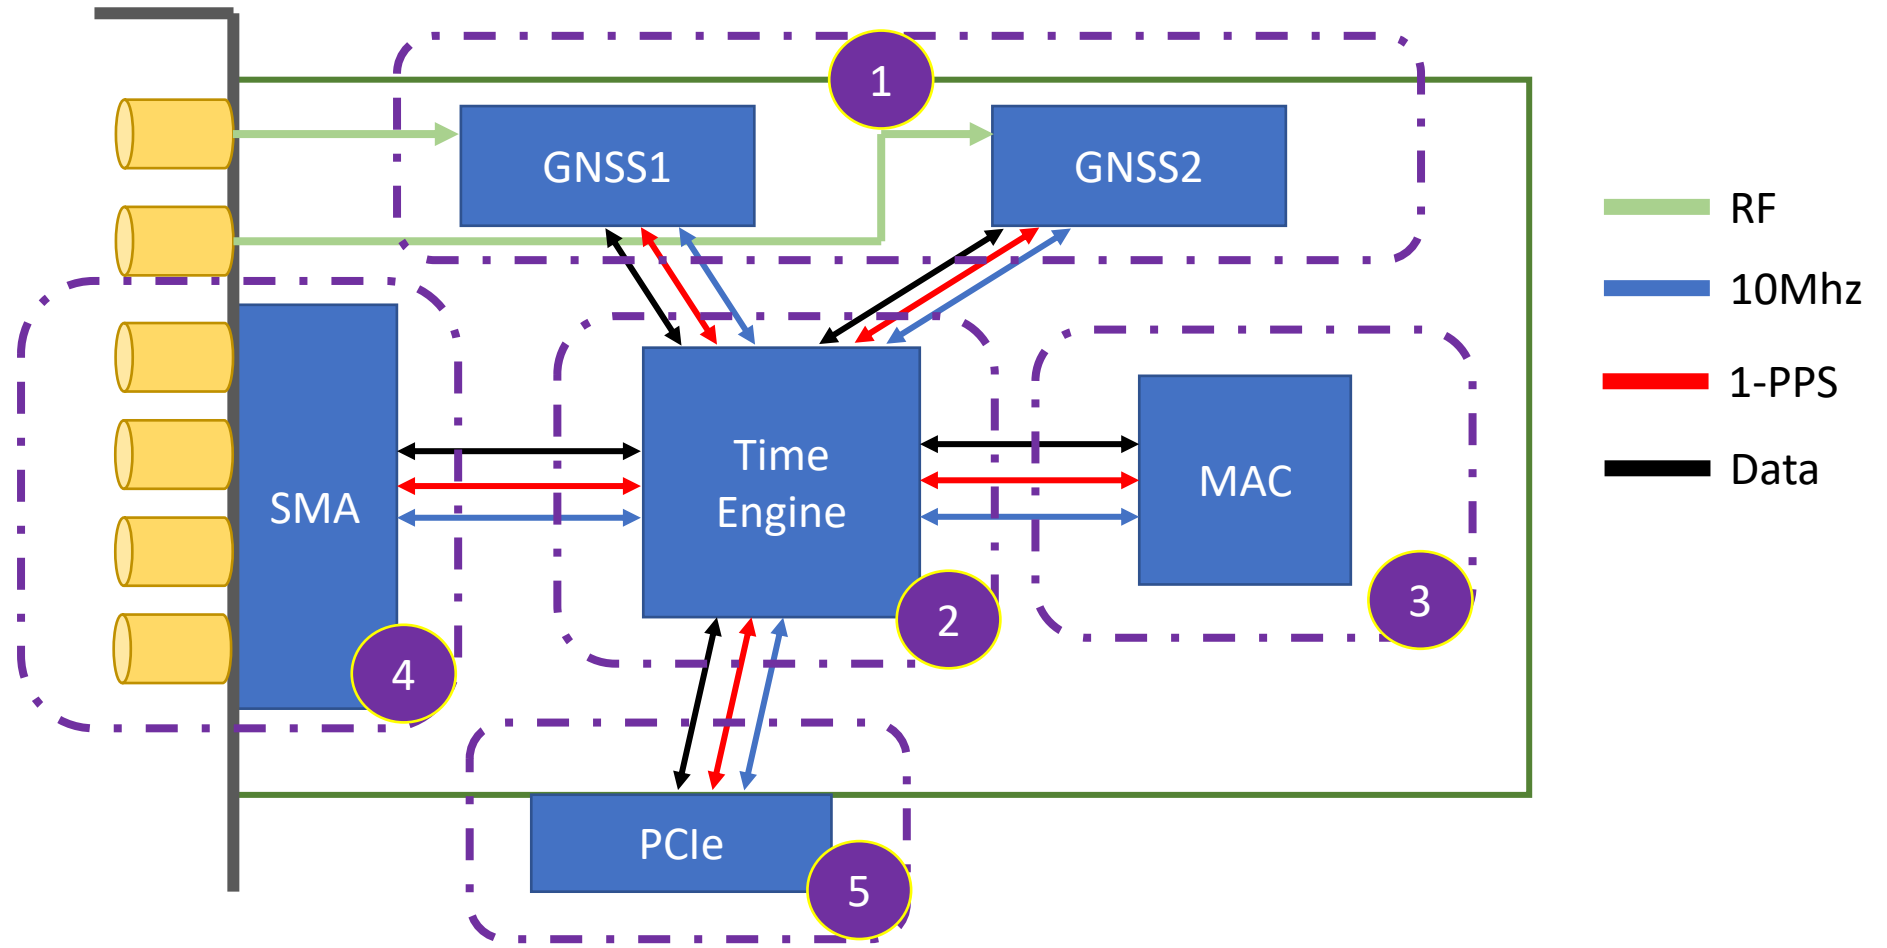 1
GNSS1
GNSS2
RF
10Mhz
1-PPS
Data
SMA
Time
Engine
MAC
2
3
4
PCIe
5